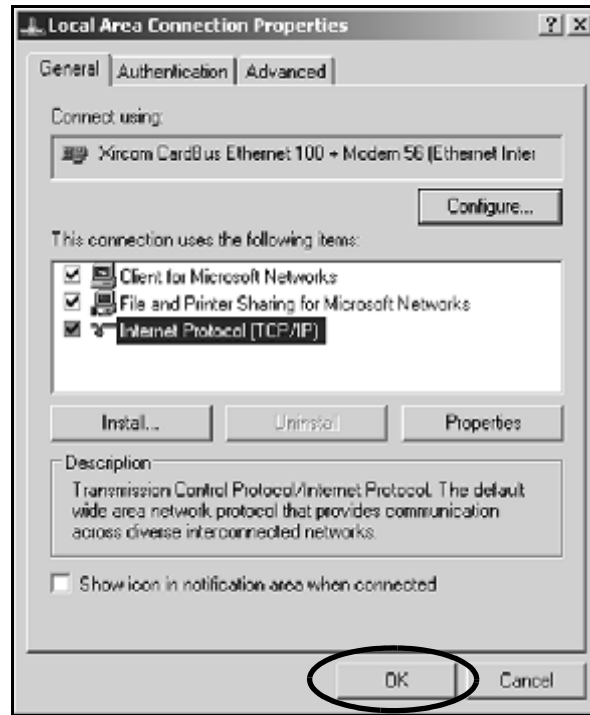 Local Area Connection Properties
General Authentication Advanced
Connect using:
Xircom CardBus Ethernet 100 + Modem 56 (Ethernet Inter
Configure...
This connection uses the following items:
Client for Microsoft Networks
File and Printer Sharing for Microsoft Networks
Internet Protocol (TCP/IP)
Install... Uninstall Properties
Description
Transmission Control Protocol/Internet Protocol. The default
wide area network protocol that provides communication
across diverse interconnected networks.
Show icon in notification area when connected
OK Cancel